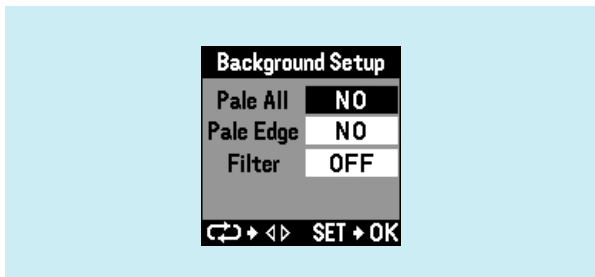 Background Setup
Pale All NO
Pale Edge NO
Filter OFF
SET OK